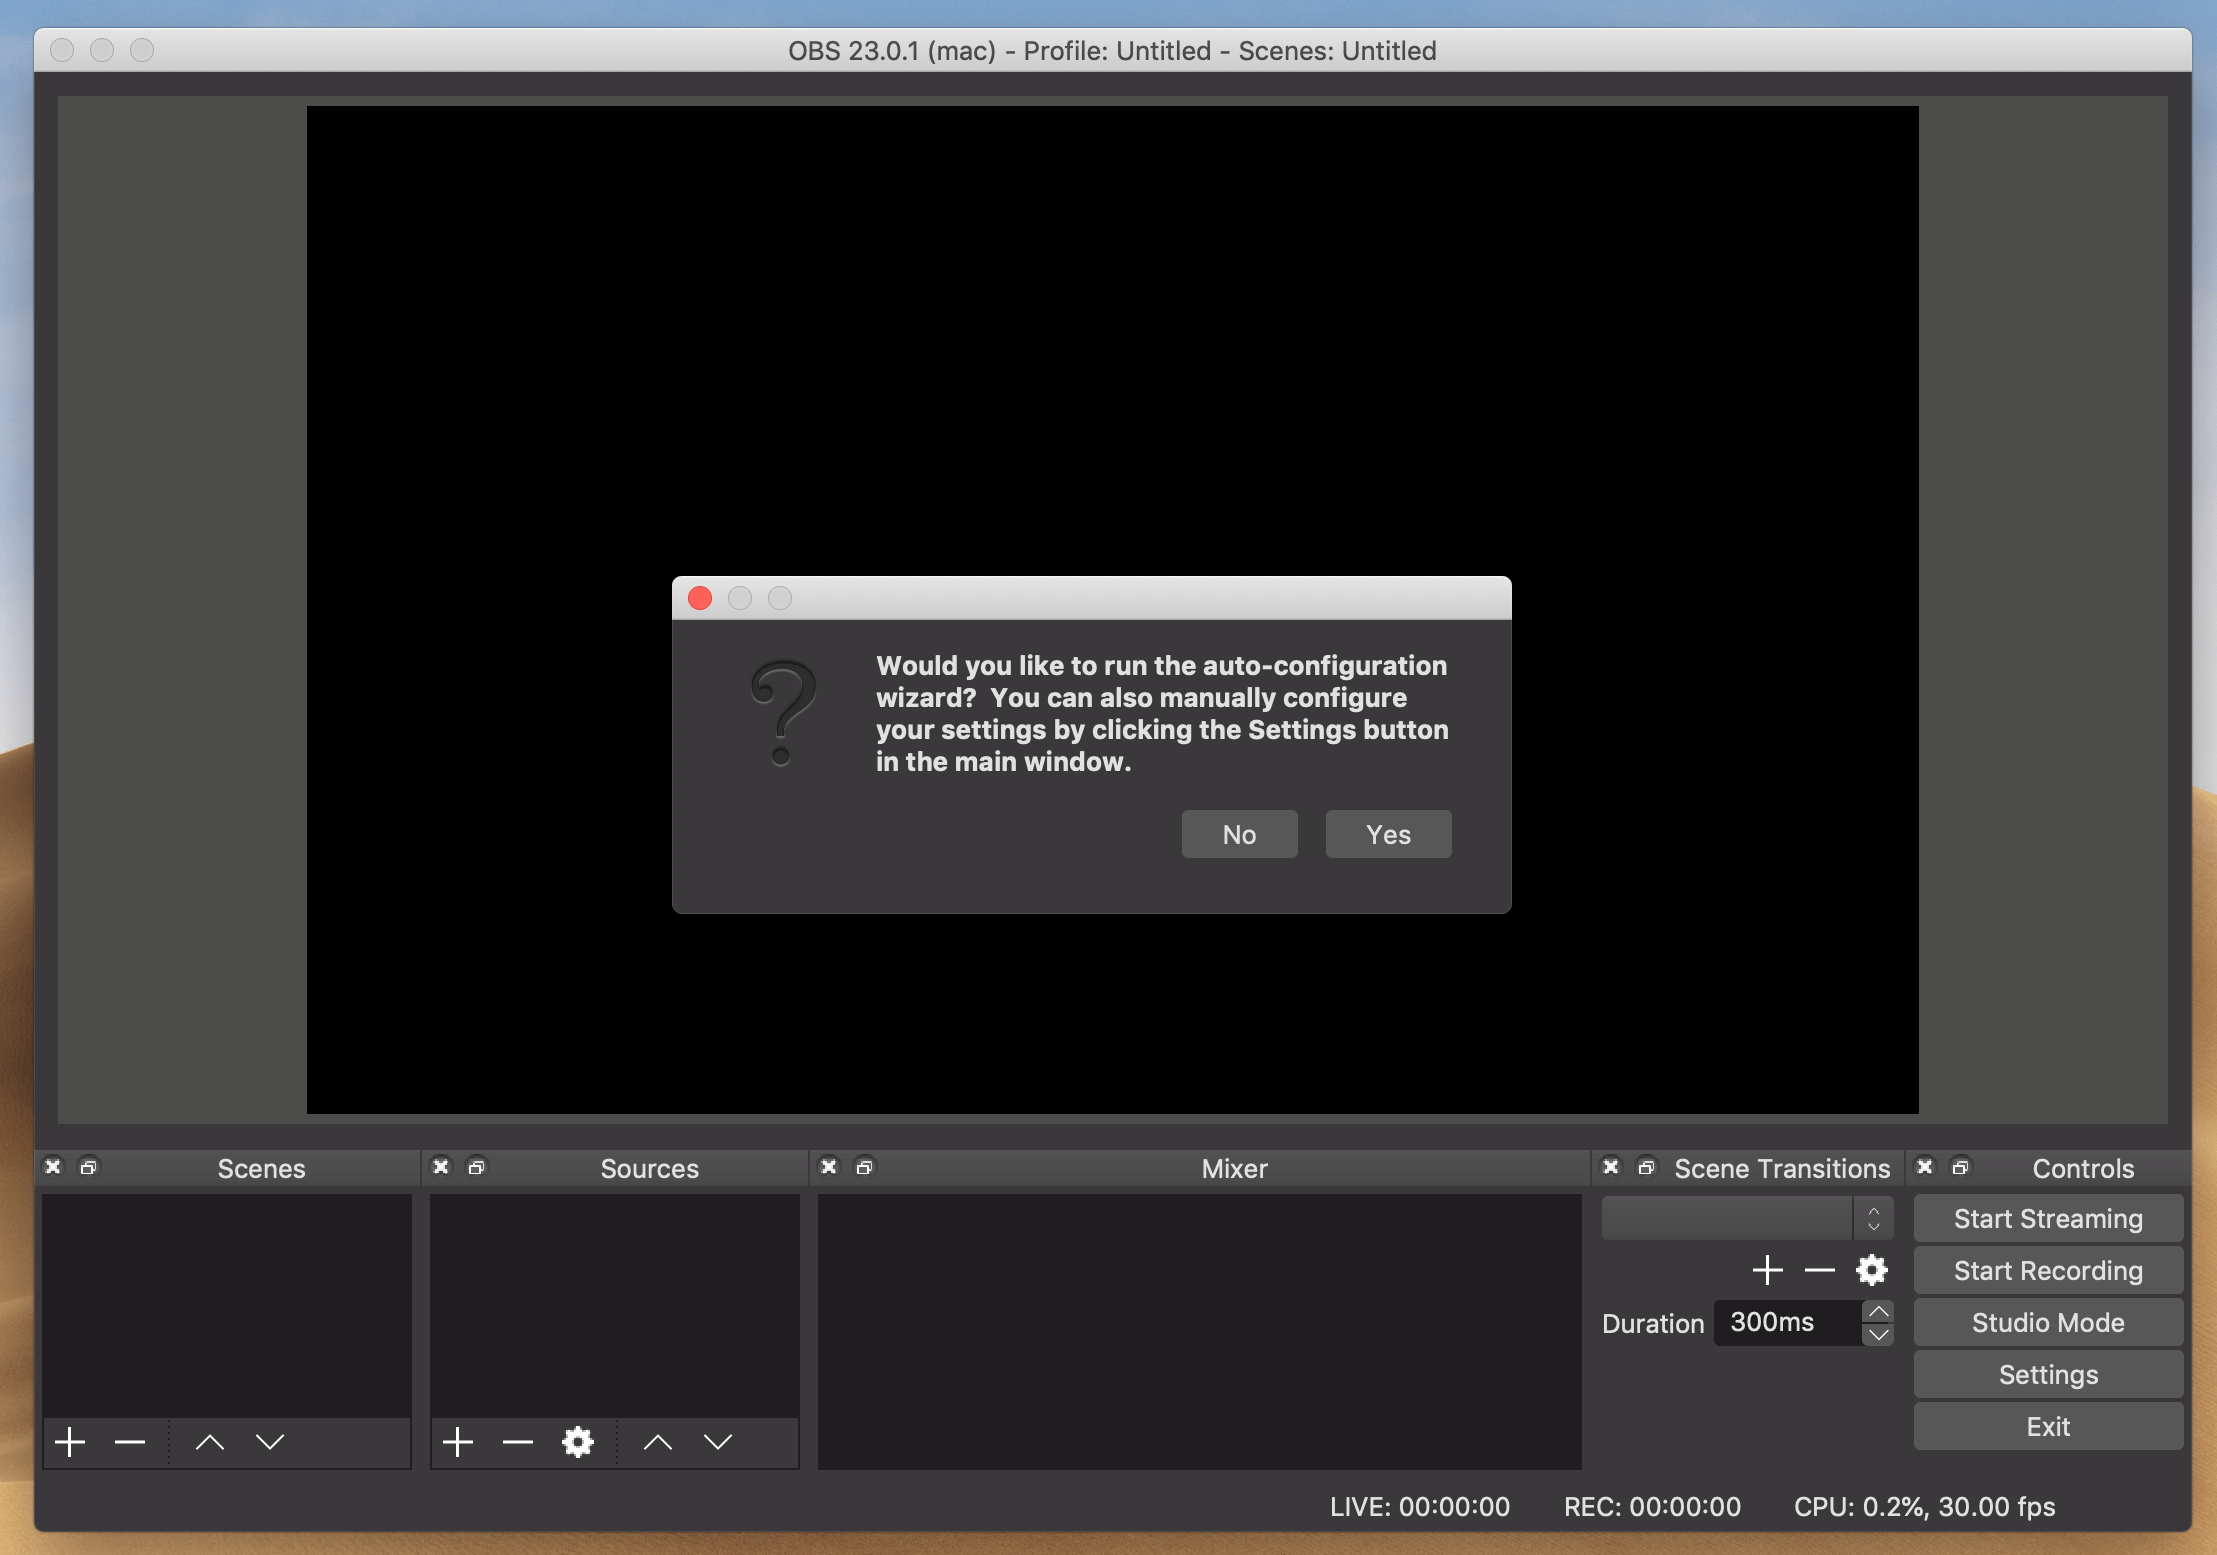 OBS 23.0.1 (mac) - Profile: Untitled - Scenes: Untitled
Would you like to run the auto-configuration
wizard?  You can also manually configure
your settings by clicking the Settings button
in the main window.
No
Yes
Scenes
Sources
Mixer
Scene Transitions
Controls
Start Streaming
Start Recording
Duration
300ms
Studio Mode
Settings
Exit
LIVE: 00:00:00
REC: 00:00:00
CPU: 0.2%, 30.00 fps